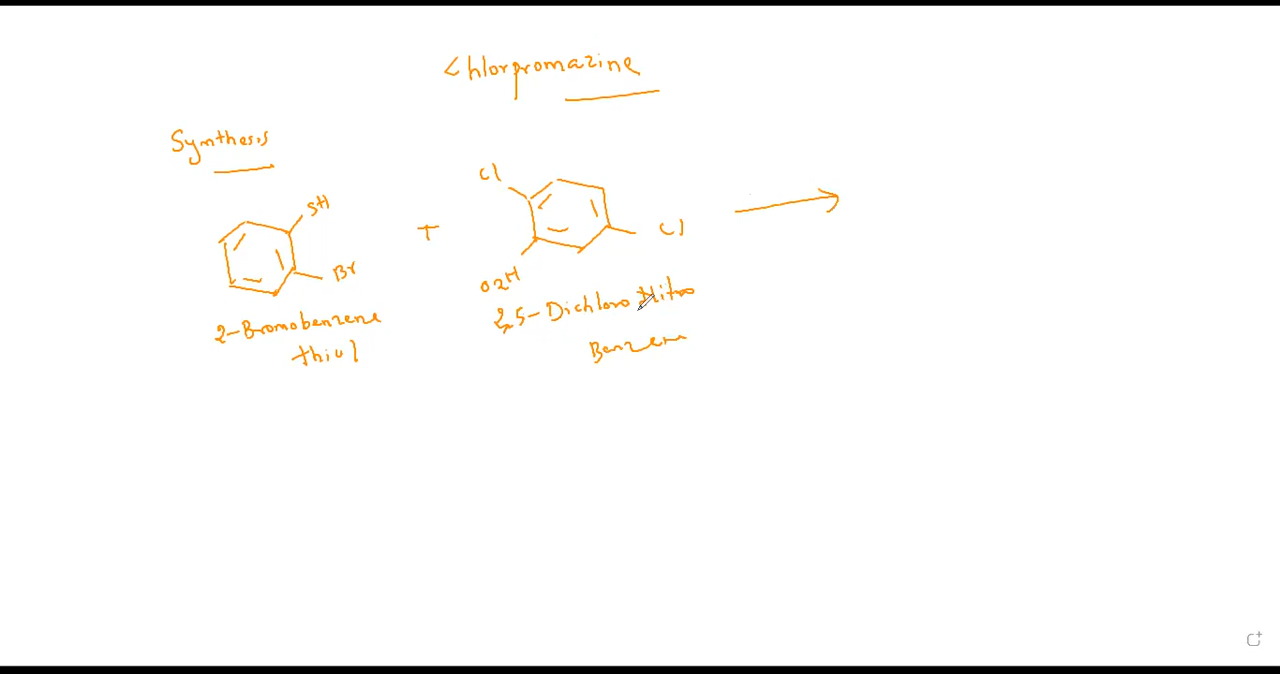 Chlorpromazine
Synthesis
SH
Br
+
Cl
Cl
O2N
2-Bromobenzene
thiol
2,5-Dichloro Nitro
Benzene